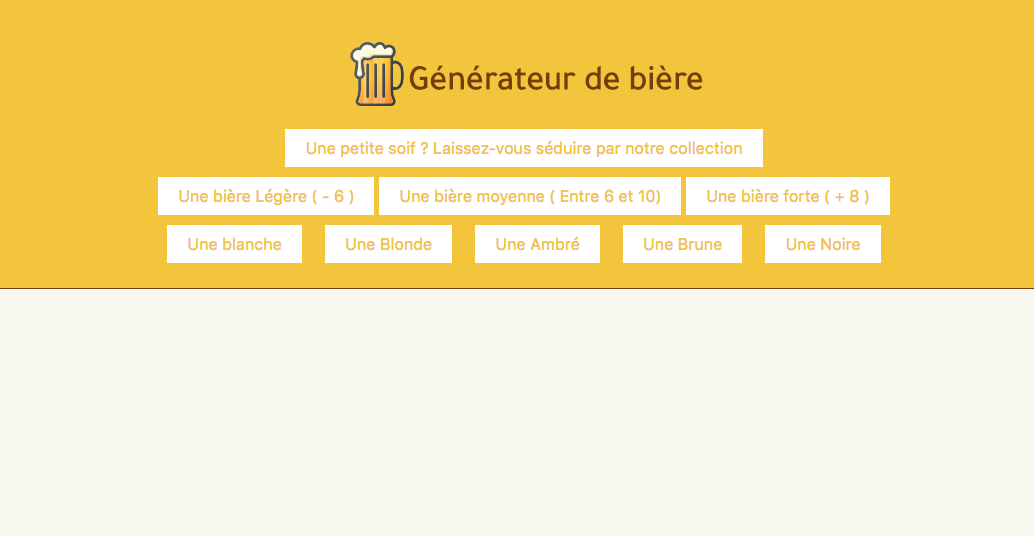 Générateur de bière
Une petite soif ? Laissez-vous séduire par notre collection
Une bière Légère ( - 6 ) Une bière moyenne ( Entre 6 et 10) Une bière forte ( + 8 )
Une blanche Une Blonde Une Ambré Une Brune Une Noire